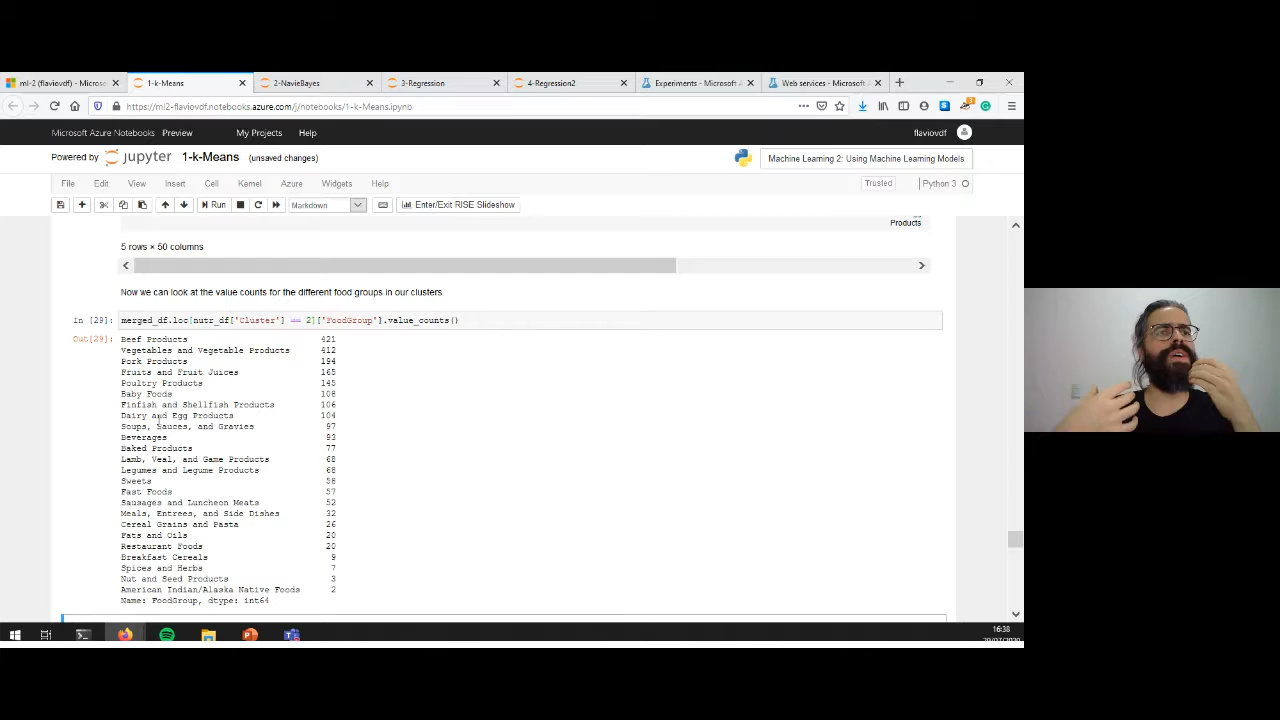 ml-2 (flaviovdf) - Microso
1-k-Means
2-NavieBayes
3-Regression
4-Regression2
Experiments - Microsoft A
Web services - Microsoft
https://ml2-flaviovdf.notebooks.azure.com/j/notebooks/1-k-Means.ipynb
3
Microsoft Azure Notebooks Preview My Projects Help flaviovdf
Powered by jupyter 1-k-Means (unsaved changes) Machine Learning 2: Using Machine Learning Models
File Edit View Insert Cell Kernel Azure Widgets Help Trusted Python 3
Run Markdown Enter/Exit RISE Slideshow
Products
5 rows × 50 columns
Now we can look at the value counts for the different food groups in our clusters.
In [29]: merged_df.loc[nutr_df['Cluster'] == 2]['FoodGroup'].value_counts()
Out[29]: Beef Products 421
Vegetables and Vegetable Products 412
Pork Products 194
Fruits and Fruit Juices 165
Poultry Products 145
Baby Foods 108
Finfish and Shellfish Products 106
Dairy and Egg Products 104
Soups, Sauces, and Gravies 97
Beverages 93
Baked Products 77
Lamb, Veal, and Game Products 68
Legumes and Legume Products 68
Sweets 58
Fast Foods 57
Sausages and Luncheon Meats 52
Meals, Entrees, and Side Dishes 32
Cereal Grains and Pasta 26
Fats and Oils 20
Restaurant Foods 20
Breakfast Cereals 9
Spices and Herbs 7
Nut and Seed Products 3
American Indian/Alaska Native Foods 2
Name: FoodGroup, dtype: int64
16:38